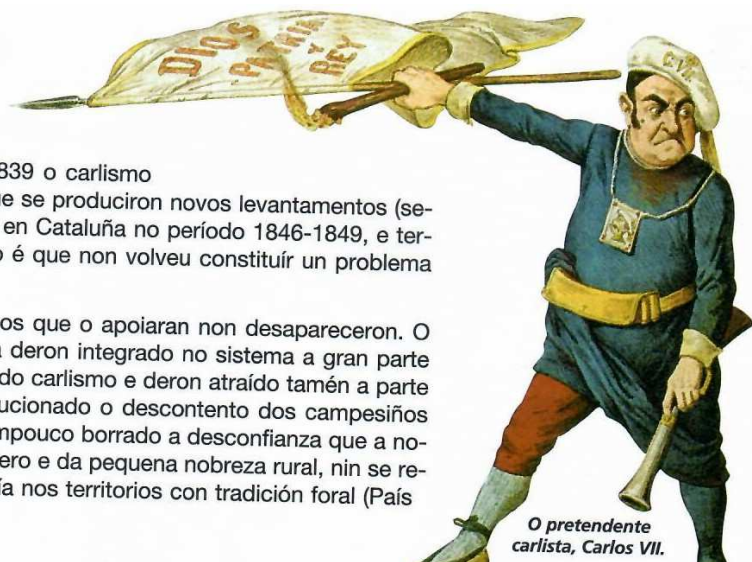 DIOS
PATRIA
Y
REY
C.VII.
839 o carlismo
ue se produciron novos levantamentos (se-
en Cataluña no período 1846-1849, e ter-
o é que non volveu constituír un problema
os que o apoiaran non desapareceron. O
a deron integrado no sistema a gran parte
do carlismo e deron atraído tamén a parte
ucionado o descontento dos campesiños
mpouco borrado a desconfianza que a no-
ero e da pequena nobreza rural, nin se re-
ía nos territorios con tradición foral (País
O pretendente
carlista, Carlos VII.